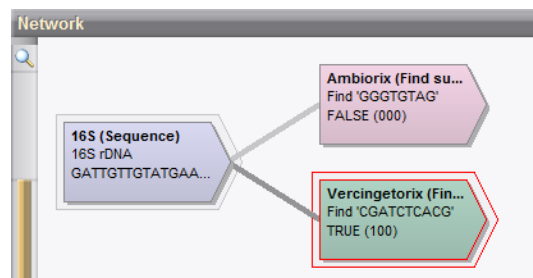 Network
16S (Sequence)
16S rDNA
GATTGTTGTATGAA...
Ambiorix (Find su...
Find 'GGGTGTAG'
FALSE (000)
Vercingetorix (Fin...
Find 'CGATCTCACG'
TRUE (100)